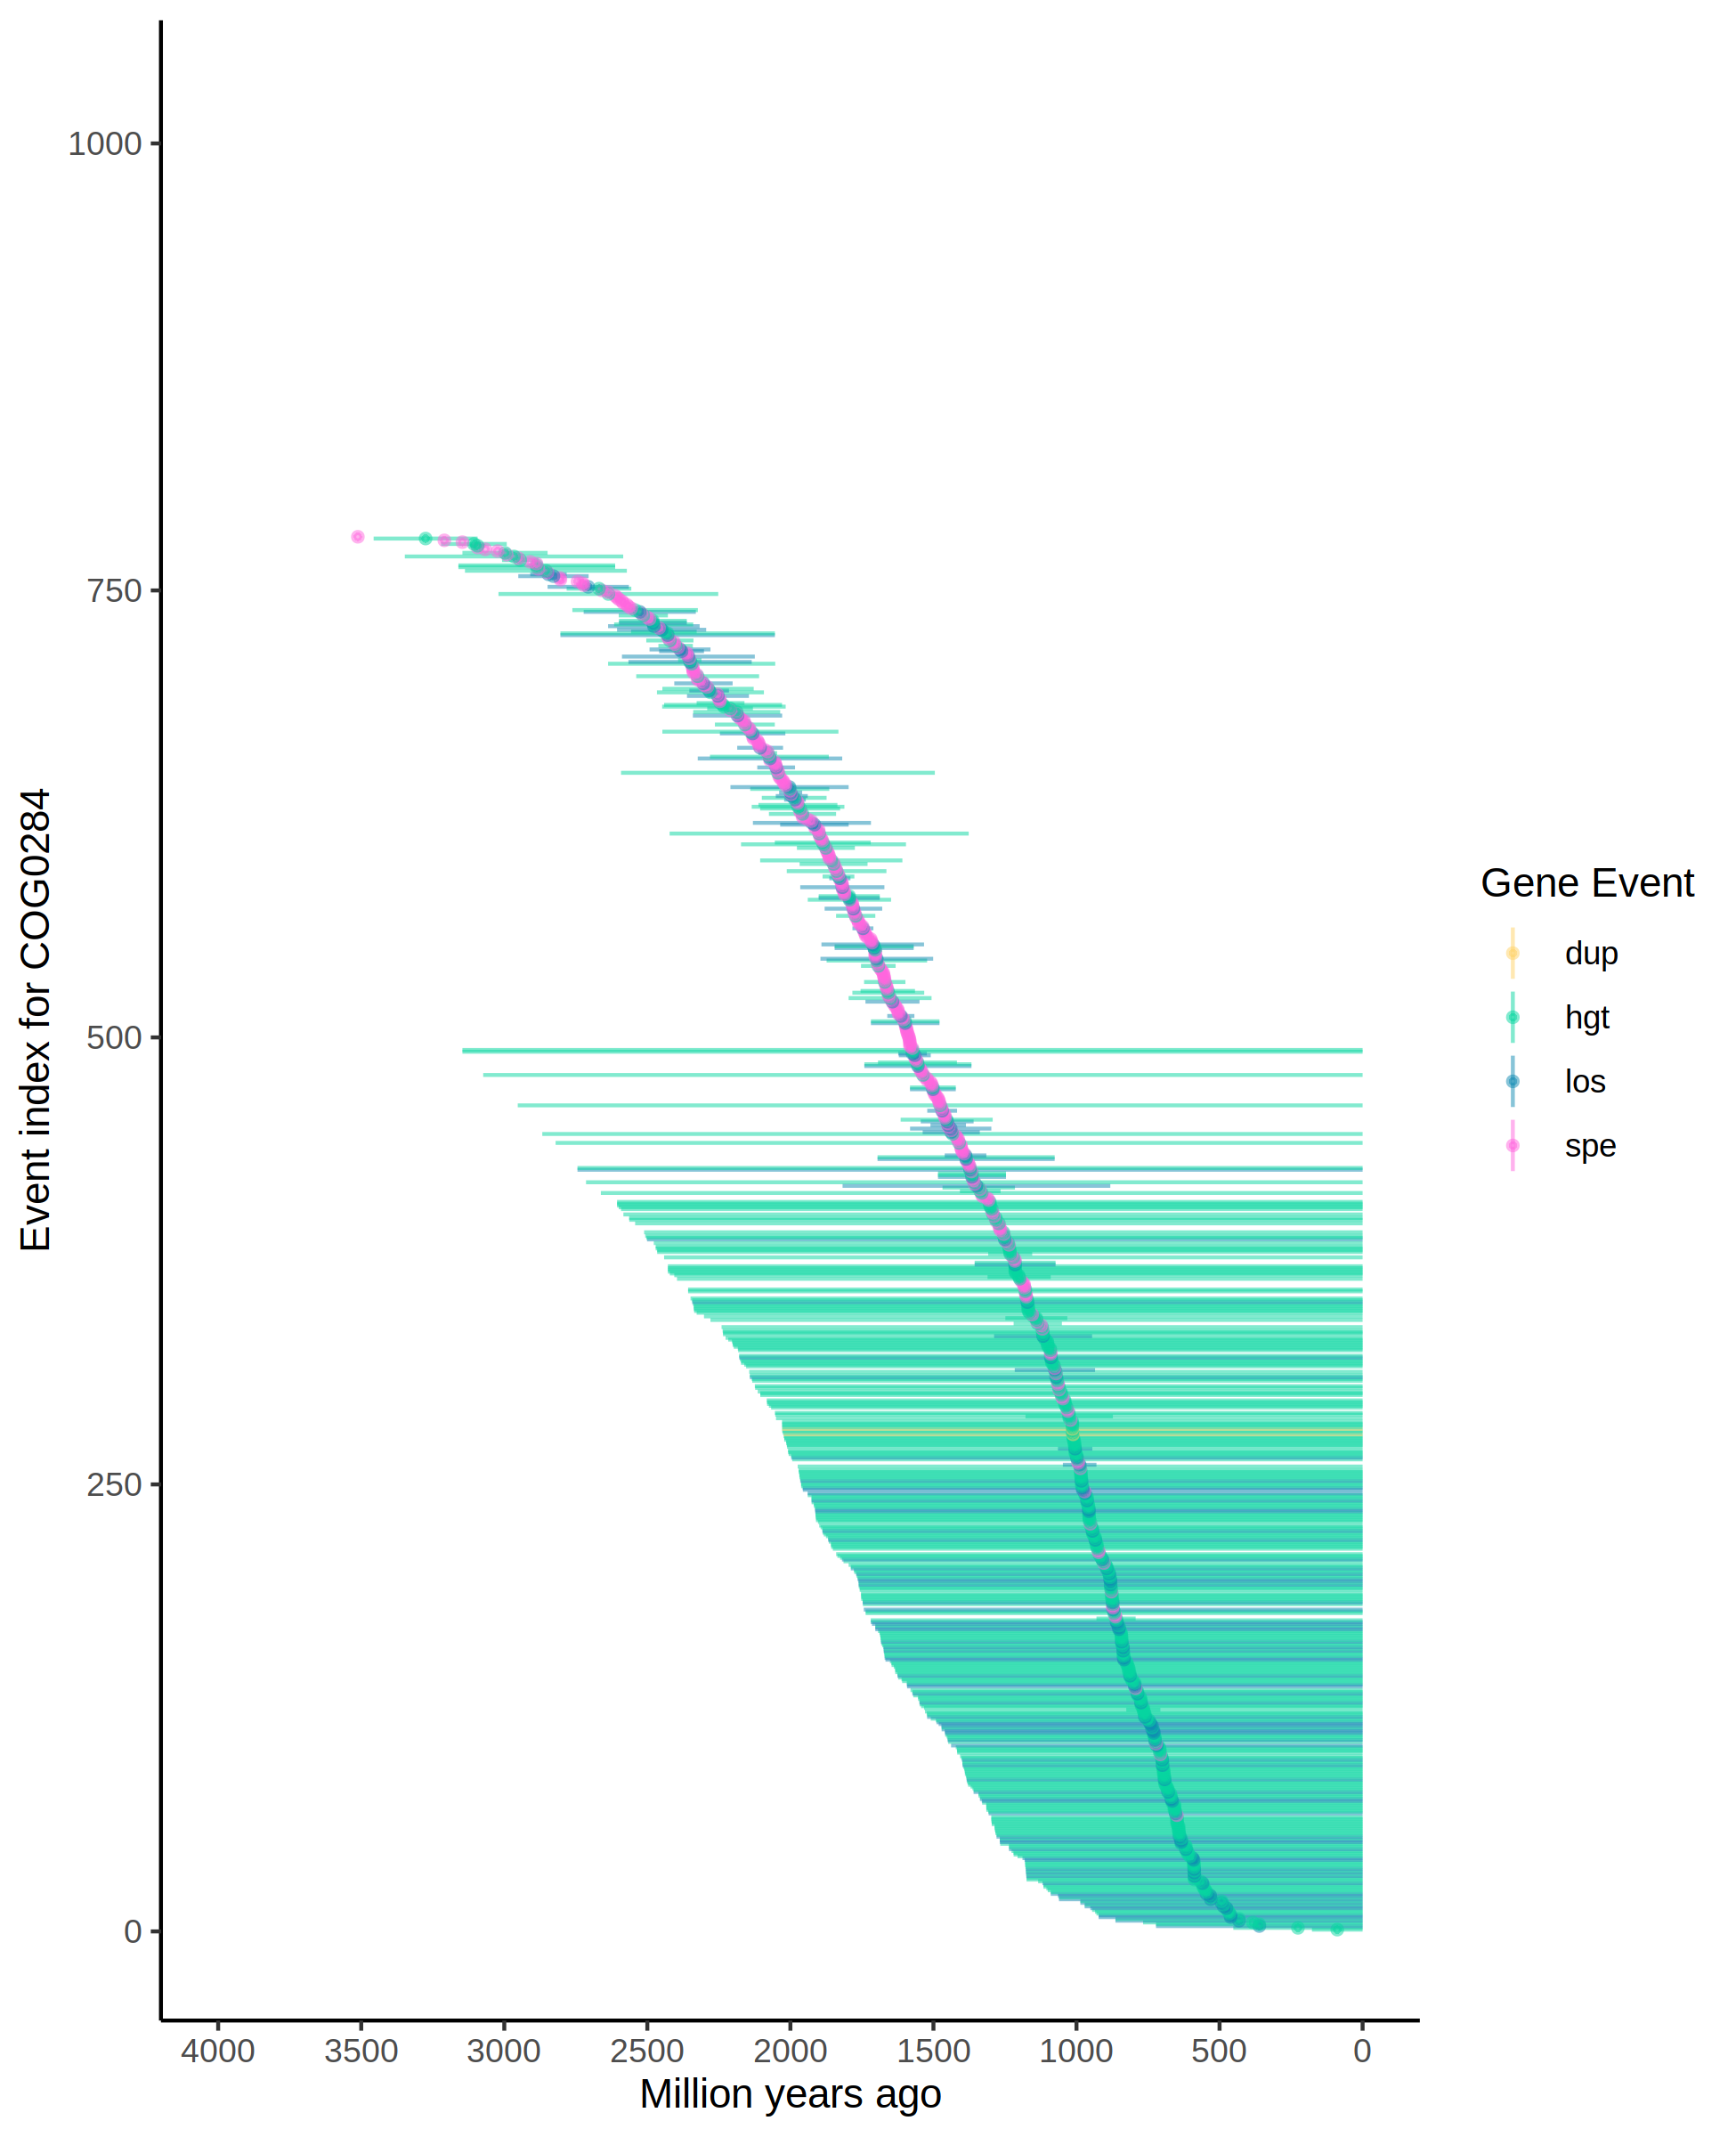 1000
750
500
250
0
Event index for COG0284
4000 3500 3000 2500 2000 1500 1000 500 0
Million years ago
Gene Event
dup
hgt
los
spe